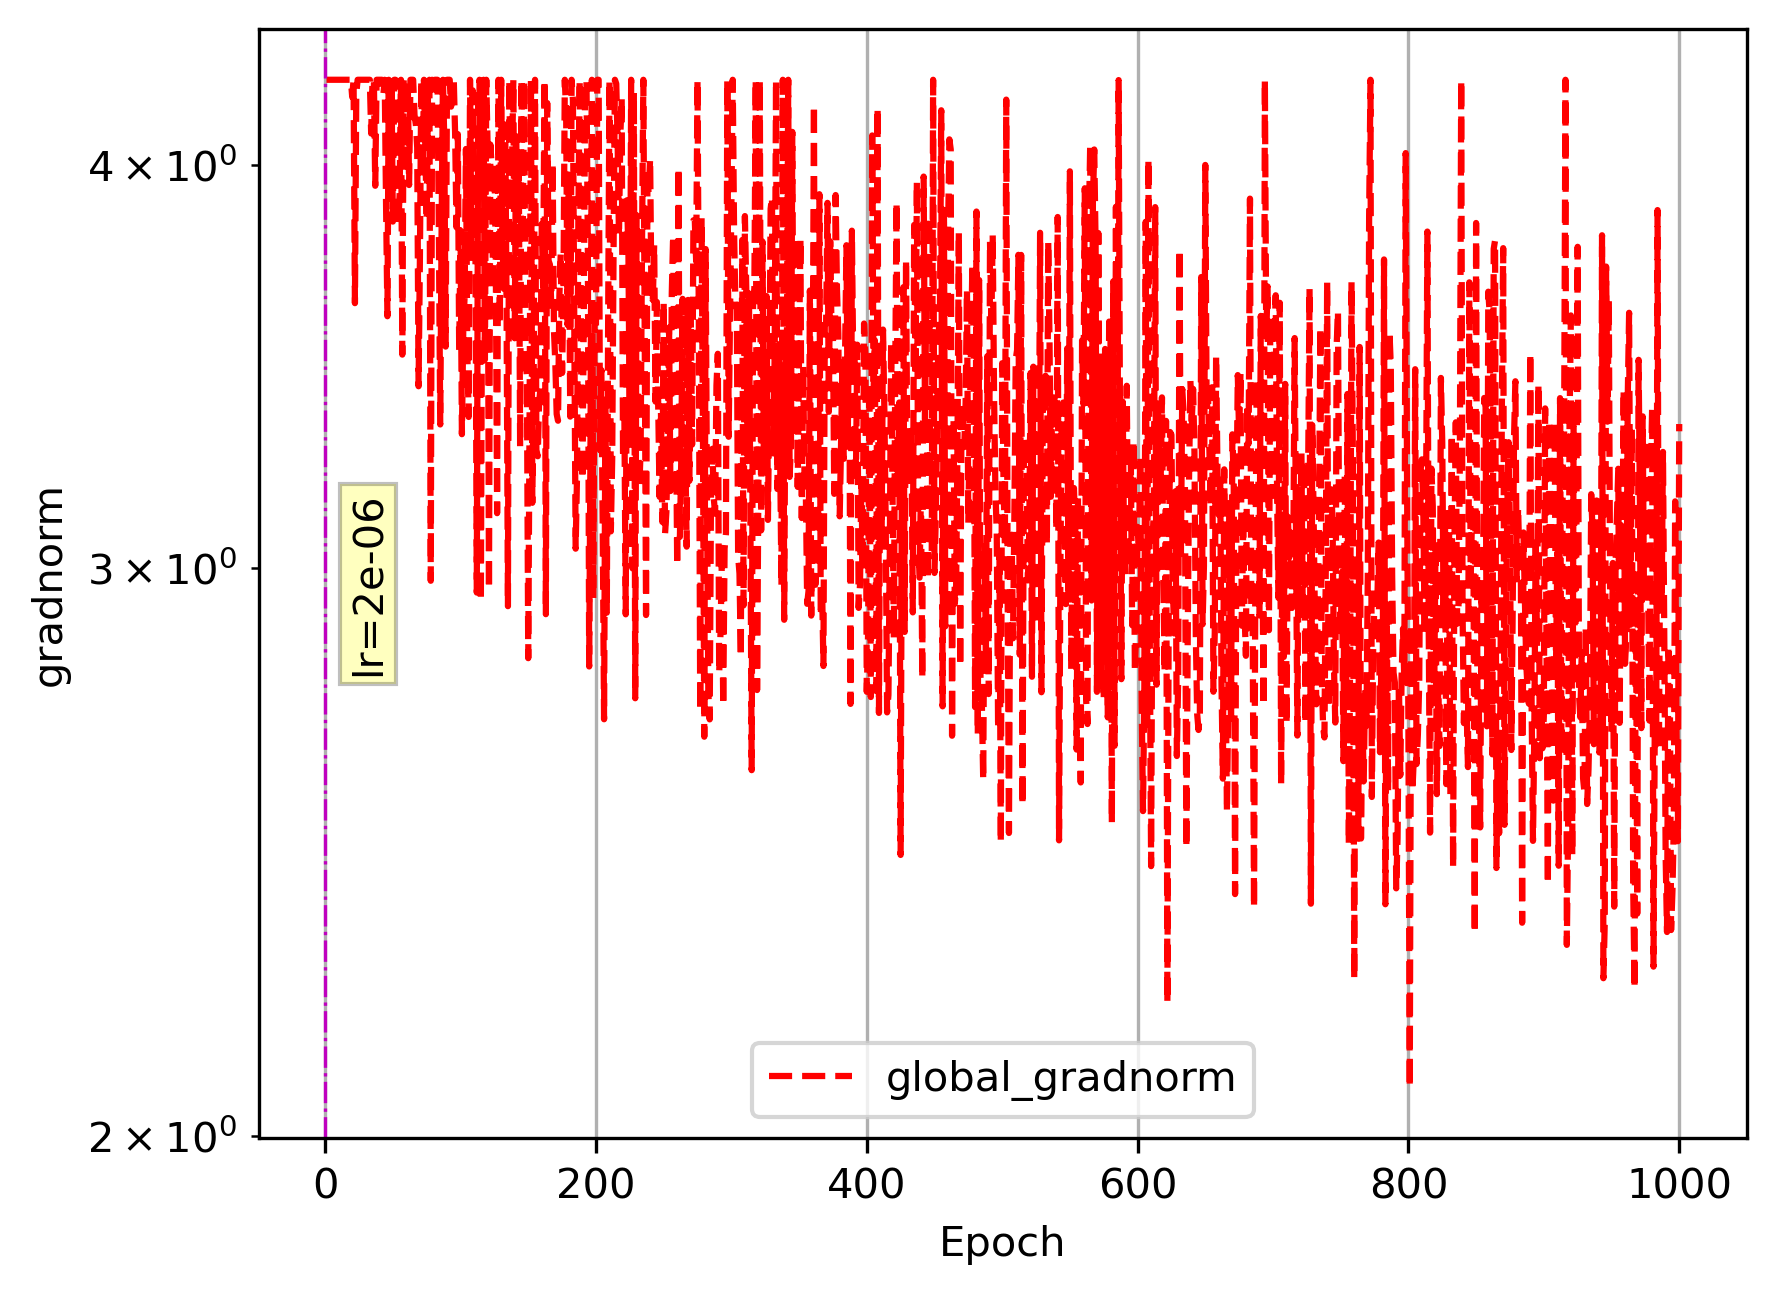 gradnorm
4 × 10⁰
3 × 10⁰
2 × 10⁰
lr=2e-06
global_gradnorm
0 200 400 600 800 1000
Epoch